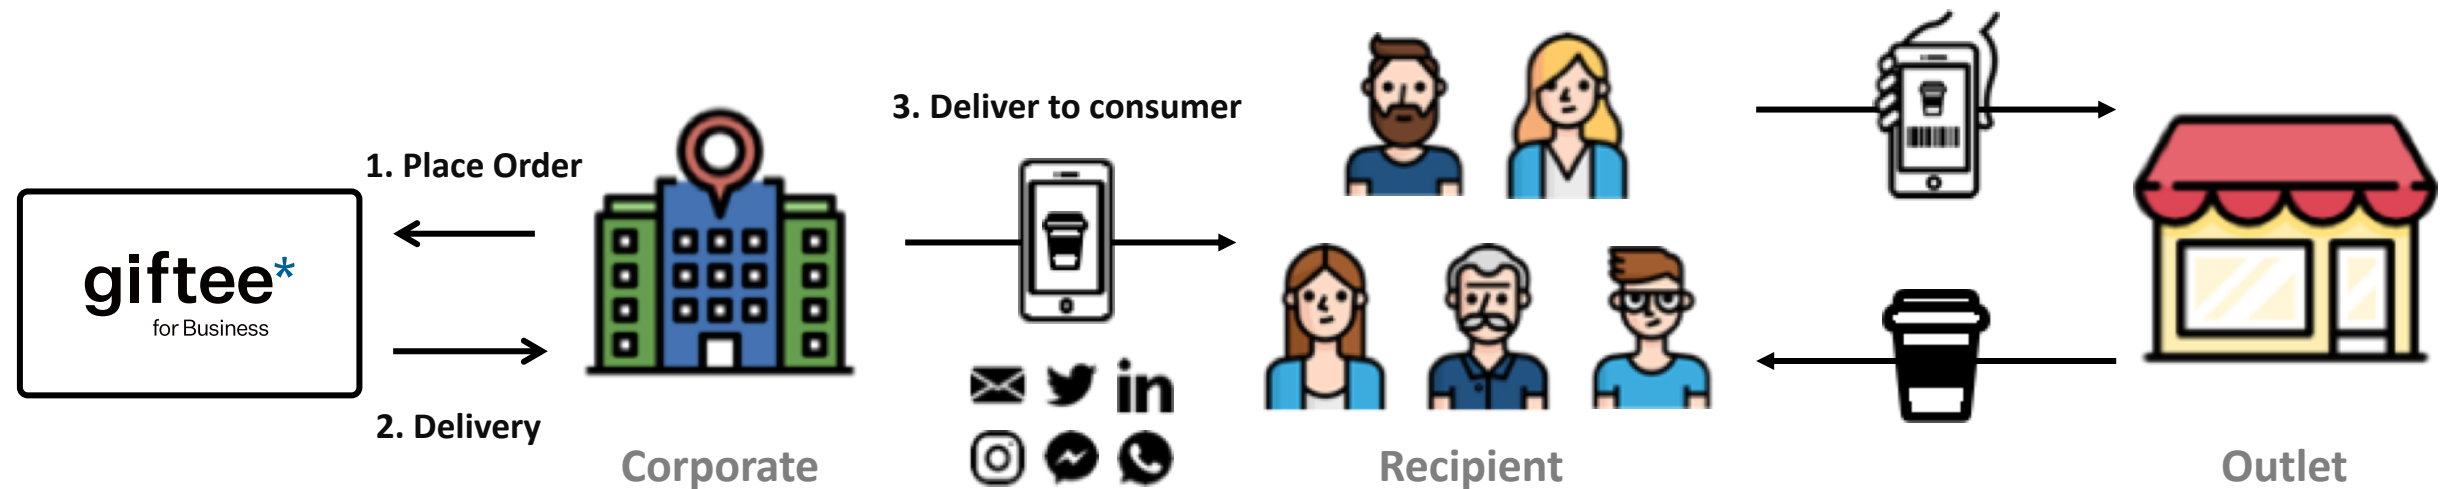 1. Place Order
giftee*
for Business
2. Delivery
Corporate
3. Deliver to consumer
in
Recipient
Outlet